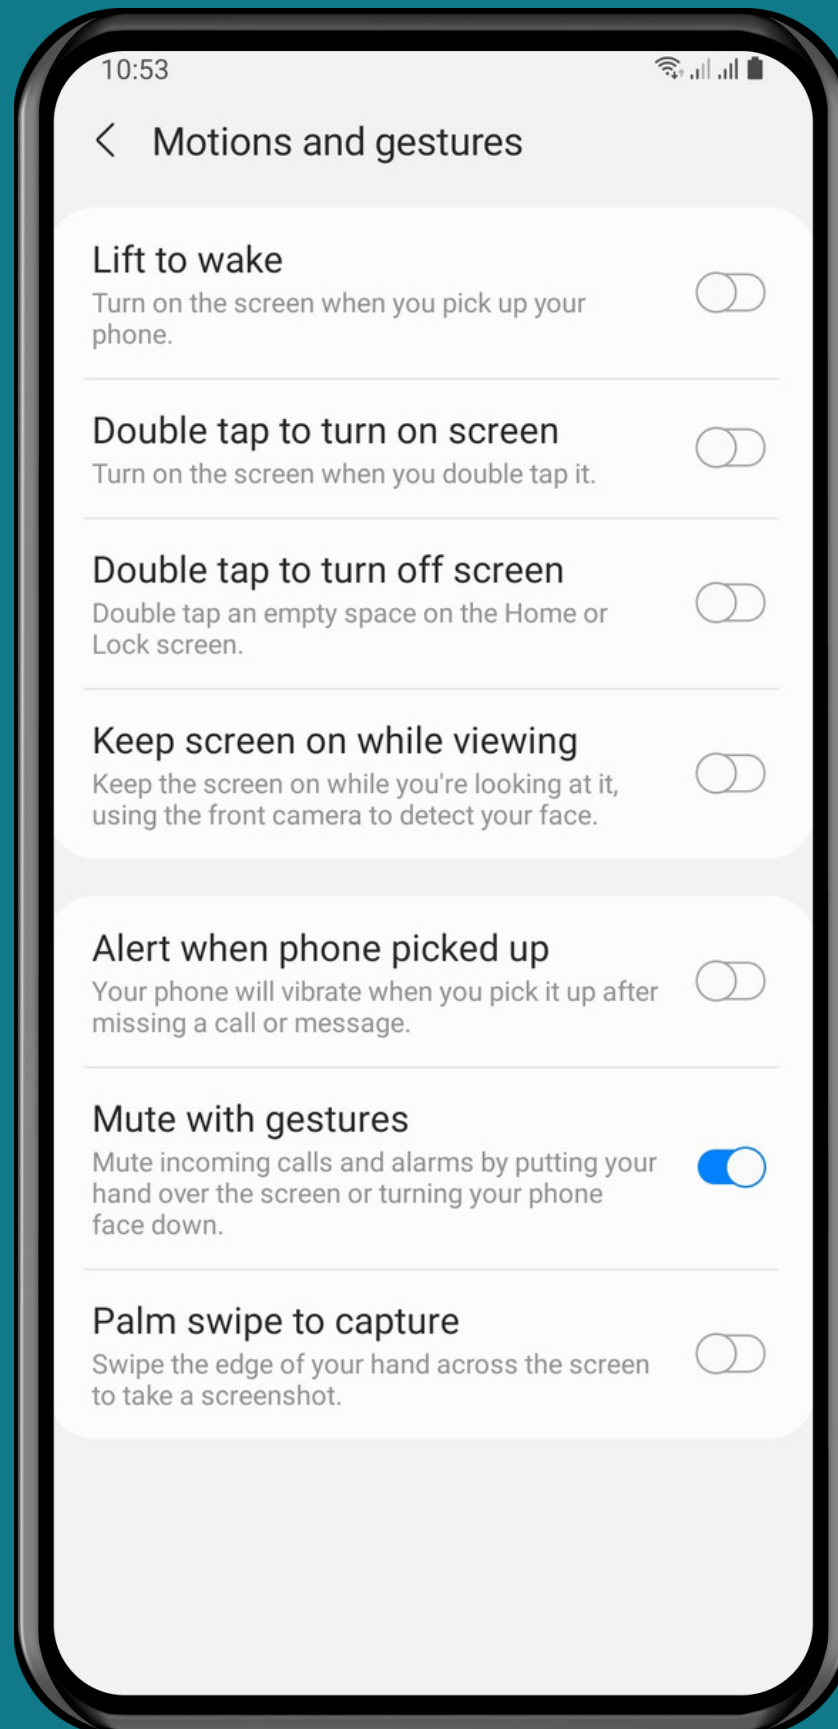 10:53
Motions and gestures
Lift to wake
Turn on the screen when you pick up your
phone.
Double tap to turn on screen
Turn on the screen when you double tap it.
Double tap to turn off screen
Double tap an empty space on the Home or
Lock screen.
Keep screen on while viewing
Keep the screen on while you're looking at it,
using the front camera to detect your face.
Alert when phone picked up
Your phone will vibrate when you pick it up after
missing a call or message.
Mute with gestures
Mute incoming calls and alarms by putting your
hand over the screen or turning your phone
face down.
Palm swipe to capture
Swipe the edge of your hand across the screen
to take a screenshot.